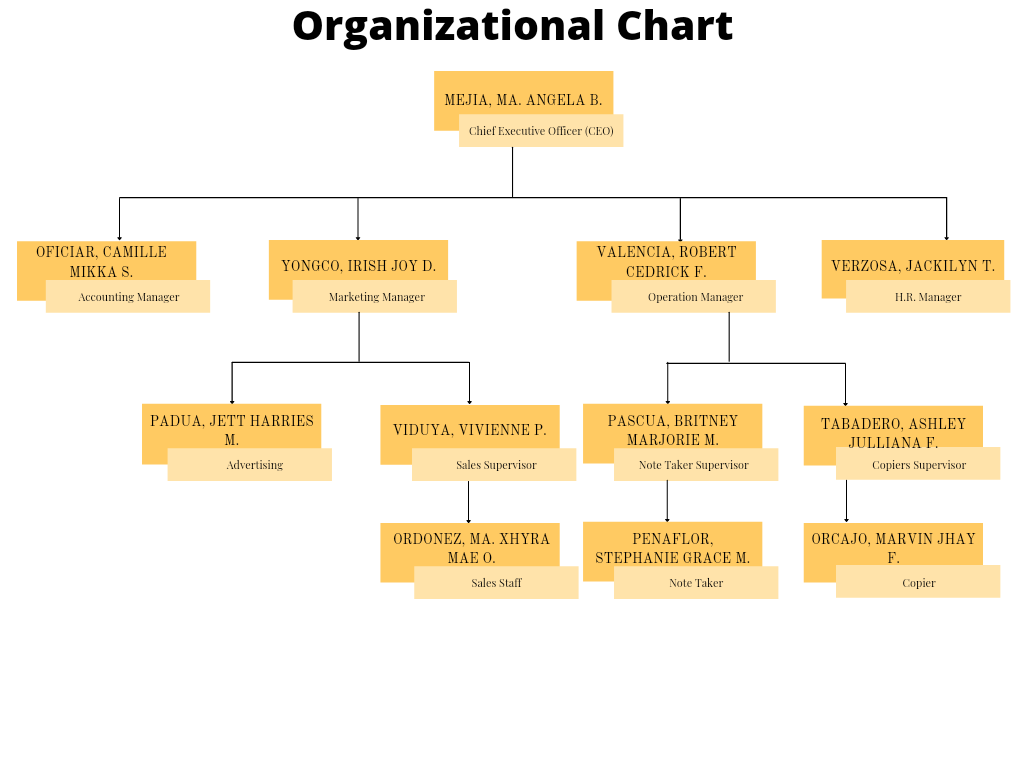 Organizational Chart
MEJIA, MA. ANGELA B.
Chief Executive Officer (CEO)
OFICIAR, CAMILLE
MIKKA S.
Accounting Manager
YONGCO, IRISH JOY D.
Marketing Manager
VALENCIA, ROBERT
CEDRICK F.
Operation Manager
VERZOSA, JACKILYN T.
H.R. Manager
PADUA, JETT HARRIES
M.
Advertising
VIDUYA, VIVIENNE P.
Sales Supervisor
PASCUA, BRITNEY
MARJORIE M.
Note Taker Supervisor
TABADERO, ASHLEY
JULLIANA F.
Copiers Supervisor
ORDONEZ, MA. XHYRA
MAE O.
Sales Staff
PENAFLOR,
STEPHANIE GRACE M.
Note Taker
ORCAJO, MARVIN JHAY
F.
Copier